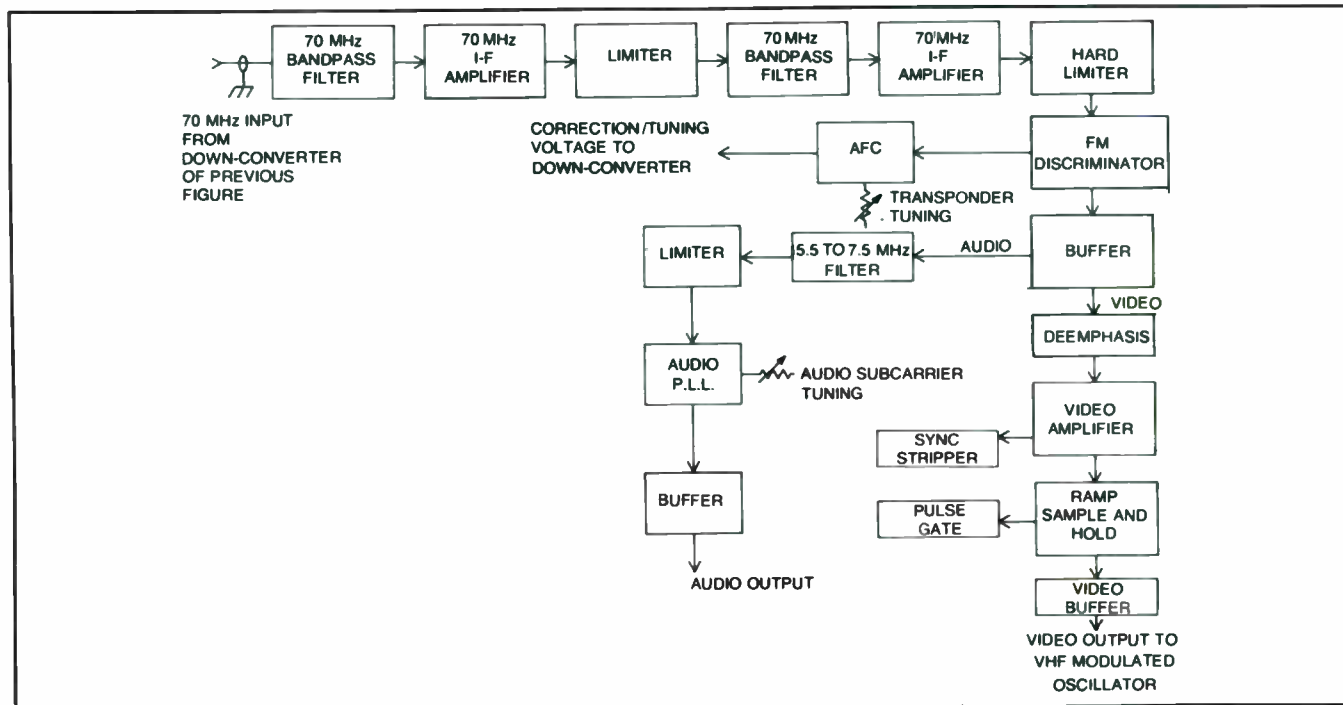 70 MHz
BANDPASS
FILTER
70 MHz
I-F
AMPLIFIER
LIMITER
70 MHz
BANDPASS
FILTER
70 MHz
I-F
AMPLIFIER
HARD
LIMITER
70 MHz INPUT
FROM
DOWN-CONVERTER
OF PREVIOUS
FIGURE
CORRECTION/TUNING
VOLTAGE TO
DOWN-CONVERTER
AFC
FM
DISCRIMINATOR
TRANSPONDER
TUNING
LIMITER
5.5 TO 7.5 MHz
FILTER
AUDIO
BUFFER
VIDEO
DEEMPHASIS
AUDIO
P.L.L.
AUDIO SUBCARRIER
TUNING
VIDEO
AMPLIFIER
SYNC
STRIPPER
BUFFER
PULSE
GATE
RAMP
SAMPLE AND
HOLD
AUDIO OUTPUT
VIDEO
BUFFER
VIDEO OUTPUT TO
VHF MODULATED
OSCILLATOR